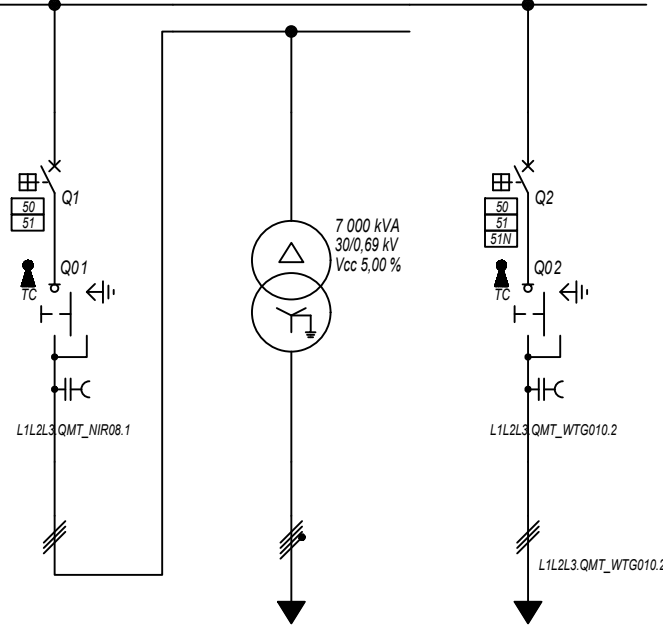 Q1
50
51
Q01
TC
L1L2L3.QMT_NIR08.1
7 000 kVA
30/0,69 kV
Vcc 5,00 %
Q2
50
51
51N
Q02
TC
L1L2L3.QMT_WTG010.2
L1L2L3.QMT_WTG010.2